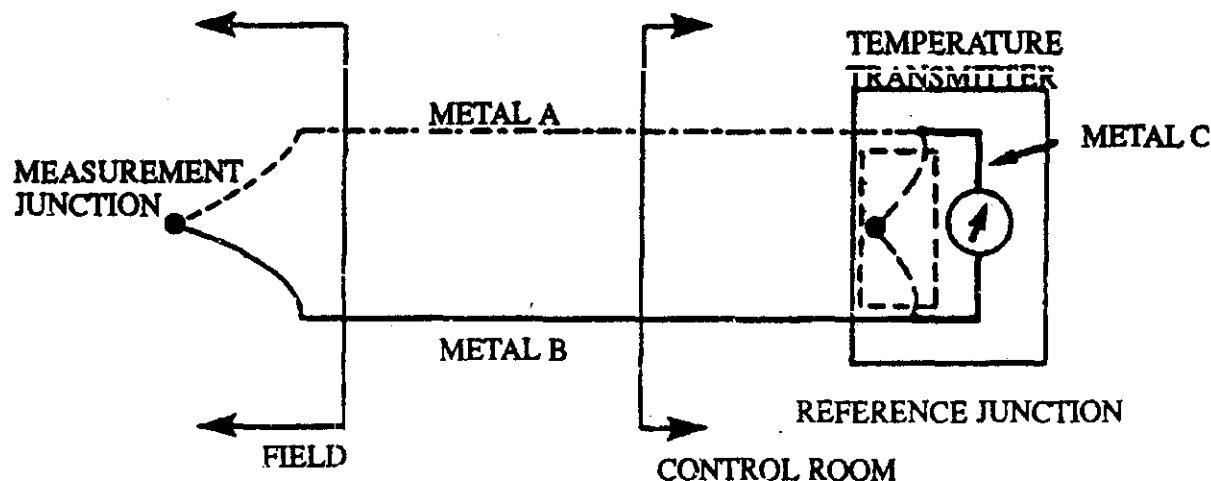 TEMPERATURE
TRANSMITTER
METAL A
METAL C
MEASUREMENT
JUNCTION
METAL B
REFERENCE JUNCTION
FIELD
CONTROL ROOM